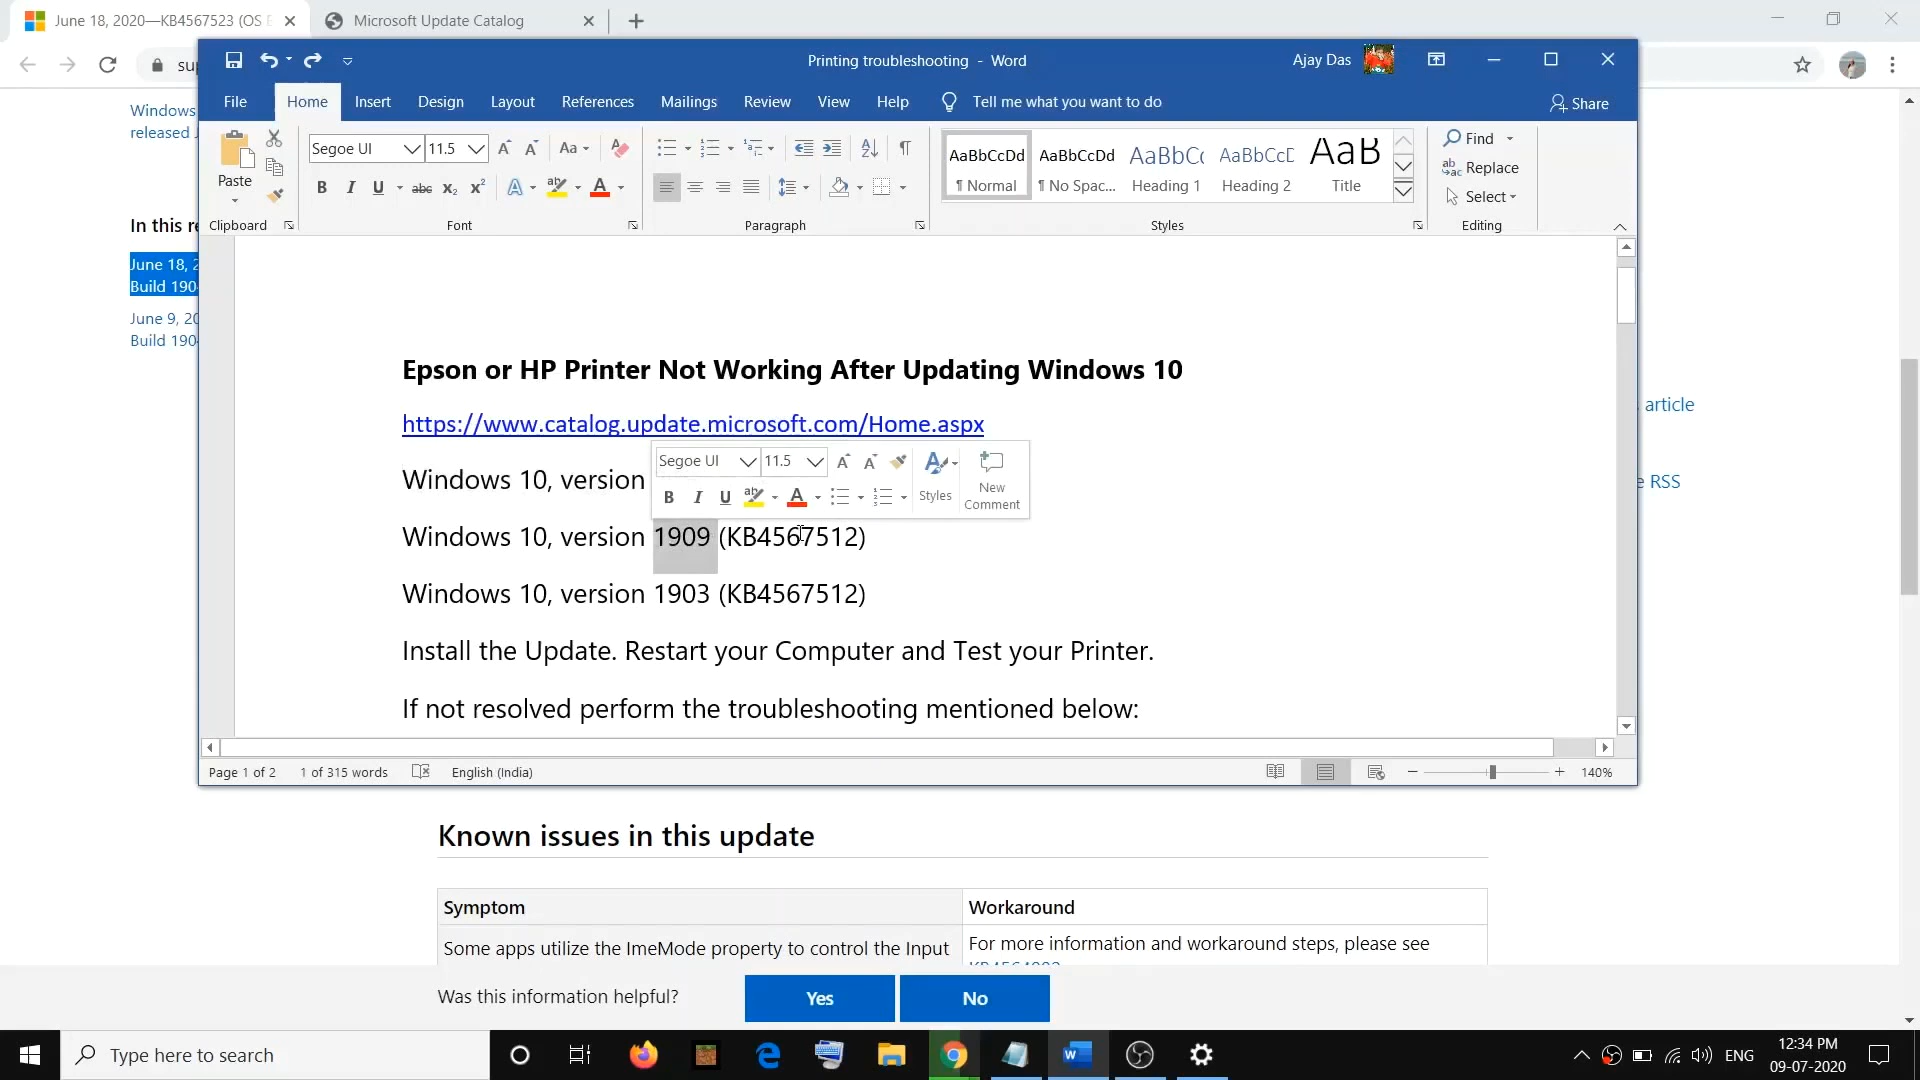 June 18, 2020—KB4567523 (OS
Microsoft Update Catalog
Printing troubleshooting - Word
Ajay Das
File Home Insert Design Layout References Mailings Review View Help Tell me what you want to do
Share
Windows
released
In this
June 18,
June 9,
Paste
Clipboard
Segoe UI 11.5
Font
Paragraph
AaBbCcDd AaBbCcDd AaBbCc AaBbCcD AaB
¶ Normal ¶ No Spac... Heading 1 Heading 2 Title
Styles
Find
Replace
Select
Editing
Epson or HP Printer Not Working After Updating Windows 10
https://www.catalog.update.microsoft.com/Home.aspx
Segoe UI 11.5
Styles
New
Comment
Windows 10, version
Windows 10, version 1909 (KB4567512)
Windows 10, version 1903 (KB4567512)
Install the Update. Restart your Computer and Test your Printer.
If not resolved perform the troubleshooting mentioned below:
article
RSS
Page 1 of 2 1 of 315 words English (India) 140%
Known issues in this update
Symptom Workaround
Some apps utilize the ImeMode property to control the Input
For more information and workaround steps, please see
Was this information helpful? Yes No
Type here to search
ENG
12:34 PM
09-07-2020